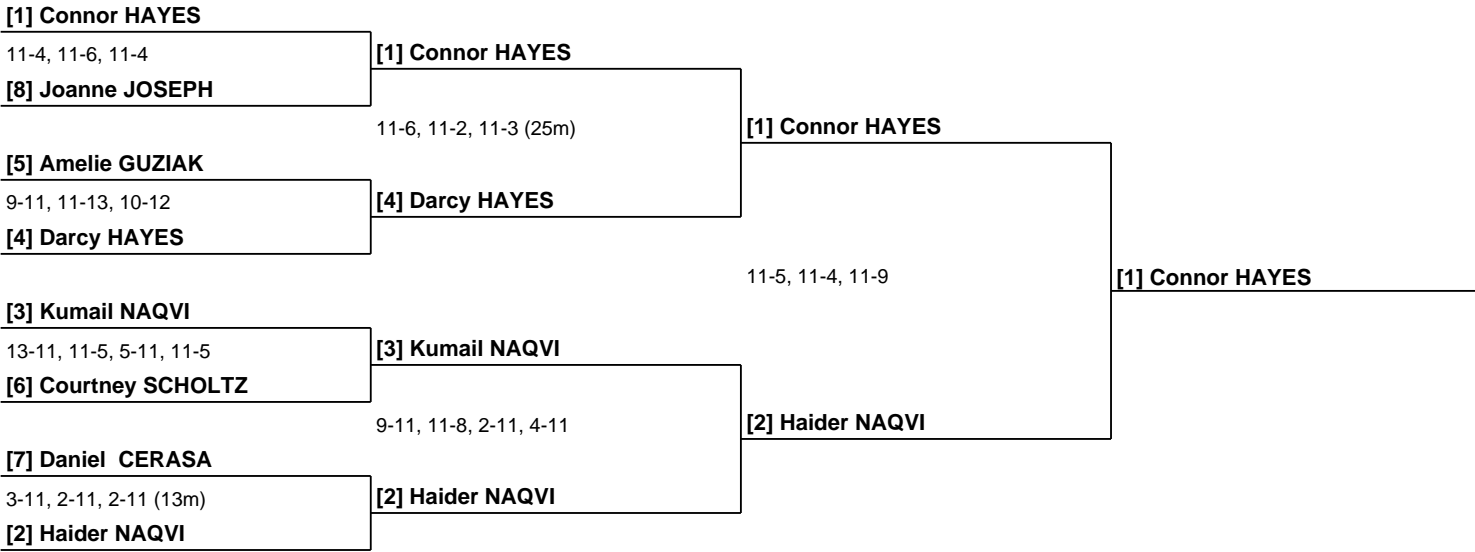 [1] Connor HAYES
11-4, 11-6, 11-4
[8] Joanne JOSEPH
[5] Amelie GUZIAK
9-11, 11-13, 10-12
[4] Darcy HAYES
[3] Kumail NAQVI
13-11, 11-5, 5-11, 11-5
[6] Courtney SCHOLTZ
[7] Daniel  CERASA
3-11, 2-11, 2-11 (13m)
[2] Haider NAQVI
[1] Connor HAYES
11-6, 11-2, 11-3 (25m)
[4] Darcy HAYES
[3] Kumail NAQVI
9-11, 11-8, 2-11, 4-11
[2] Haider NAQVI
[1] Connor HAYES
11-5, 11-4, 11-9
[2] Haider NAQVI
[1] Connor HAYES